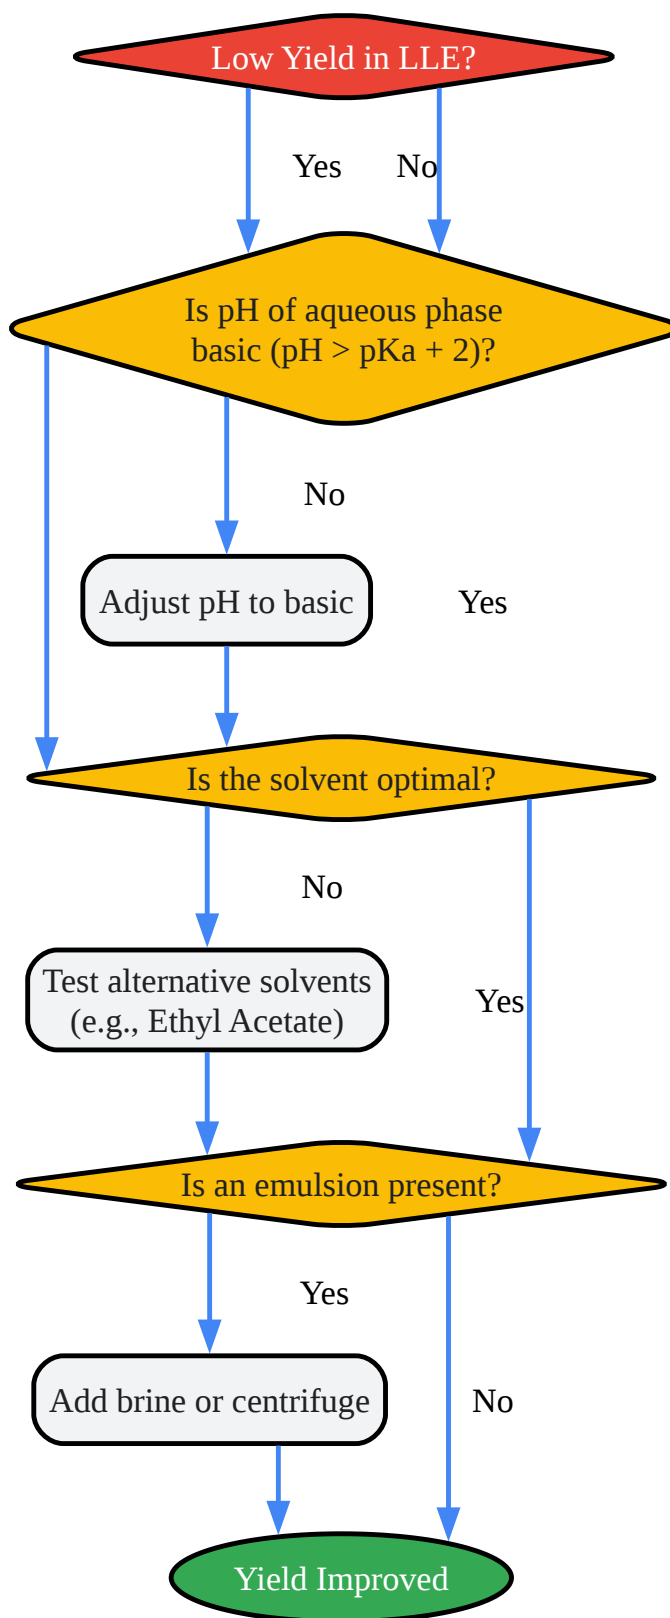 Low Yield in LLE?
Yes
No
Is pH of aqueous phase
basic (pH > pKa + 2)?
No
Adjust pH to basic
Yes
Is the solvent optimal?
No
Test alternative solvents
(e.g., Ethyl Acetate)
Yes
Is an emulsion present?
Yes
Add brine or centrifuge
No
Yield Improved